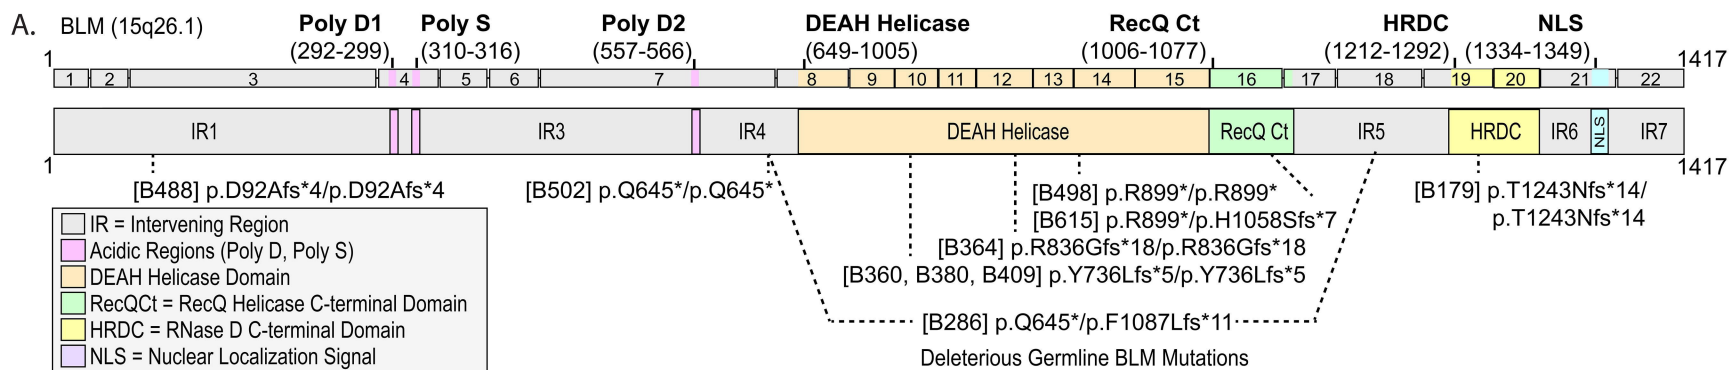 A. BLM (15q26.1) Poly D1 Poly S Poly D2 DEAH Helicase RecQ Ct HRDC NLS
(292-299) (310-316) (557-566) (649-1005) (1006-1077) (1212-1292) (1334-1349)
1 1417
1 2 3 4 5 6 7 8 9 10 11 12 13 14 15 16 17 18 19 20 21 22
IR1 IR3 IR4 DEAH Helicase RecQ Ct IR5 HRDC IR6 NLS IR7
1 1417
[B488] p.D92Afs*4/p.D92Afs*4 [B502] p.Q645*/p.Q645* [B498] p.R899*/p.R899* [B179] p.T1243Nfs*14/
p.T1243Nfs*14
[B615] p.R899*/p.H1058Sfs*7
[B364] p.R836Gfs*18/p.R836Gfs*18
[B360, B380, B409] p.Y736Lfs*5/p.Y736Lfs*5
[B286] p.Q645*/p.F1087Lfs*11
Deleterious Germline BLM Mutations
IR = Intervening Region
Acidic Regions (Poly D, Poly S)
DEAH Helicase Domain
RecQCt = RecQ Helicase C-terminal Domain
HRDC = RNase D C-terminal Domain
NLS = Nuclear Localization Signal